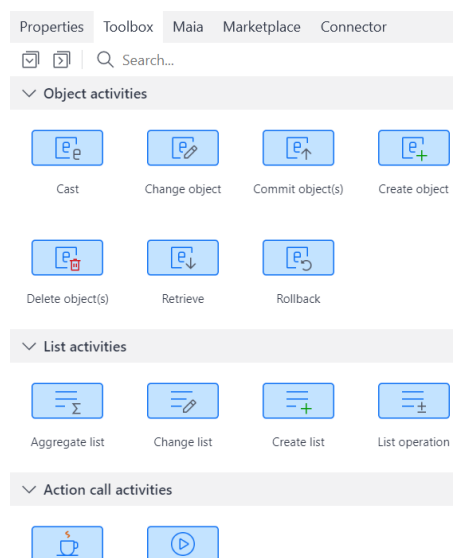 Properties Toolbox Maia Marketplace Connector
Search...
Object activities
Cast Change object Commit object(s) Create object
Delete object(s) Retrieve Rollback
List activities
Aggregate list Change list Create list List operation
Action call activities